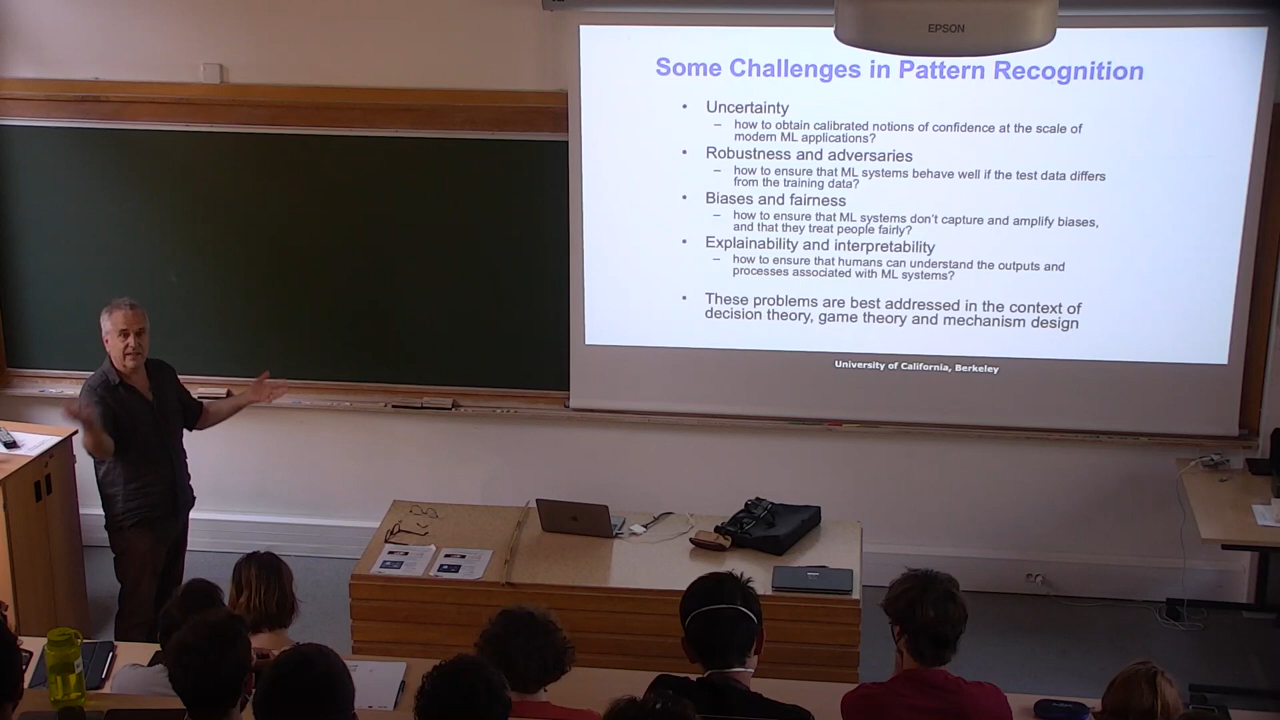 EPSON
Some Challenges in Pattern Recognition
• Uncertainty
– how to obtain calibrated notions of confidence at the scale of
modern ML applications?
• Robustness and adversaries
– how to ensure that ML systems behave well if the test data differs
from the training data?
• Biases and fairness
– how to ensure that ML systems don't capture and amplify biases,
and that they treat people fairly?
• Explainability and interpretability
– how to ensure that humans can understand the outputs and
processes associated with ML systems?
• These problems are best addressed in the context of
decision theory, game theory and mechanism design
University of California, Berkeley